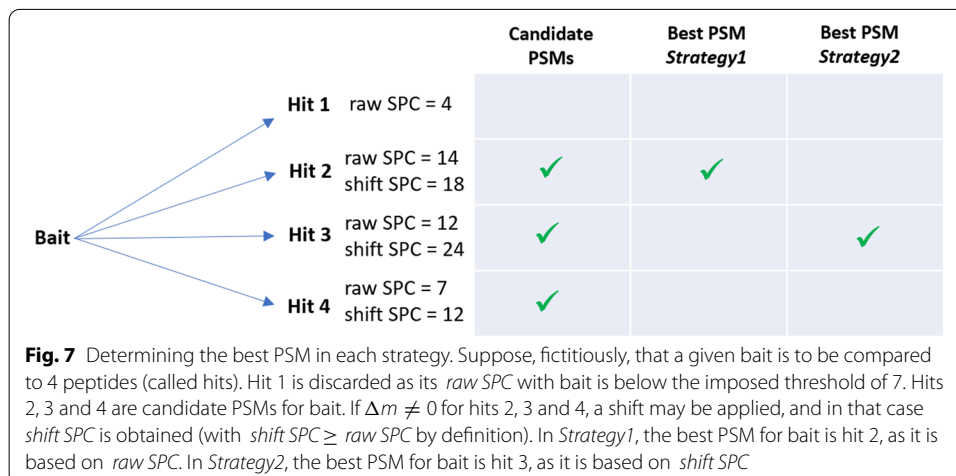 Candidate PSMs
Best PSM Strategy1
Best PSM Strategy2
Hit 1 raw SPC = 4
Hit 2 raw SPC = 14
shift SPC = 18
Bait
Hit 3 raw SPC = 12
shift SPC = 24
Hit 4 raw SPC = 7
shift SPC = 12
Fig. 7 Determining the best PSM in each strategy. Suppose, fictitiously, that a given bait is to be compared
to 4 peptides (called hits). Hit 1 is discarded as its raw SPC with bait is below the imposed threshold of 7. Hits
2, 3 and 4 are candidate PSMs for bait. If Δm ≠ 0 for hits 2, 3 and 4, a shift may be applied, and in that case
shift SPC is obtained (with shift SPC ≥ raw SPC by definition). In Strategy1, the best PSM for bait is hit 2, as it is
based on raw SPC. In Strategy2, the best PSM for bait is hit 3, as it is based on shift SPC